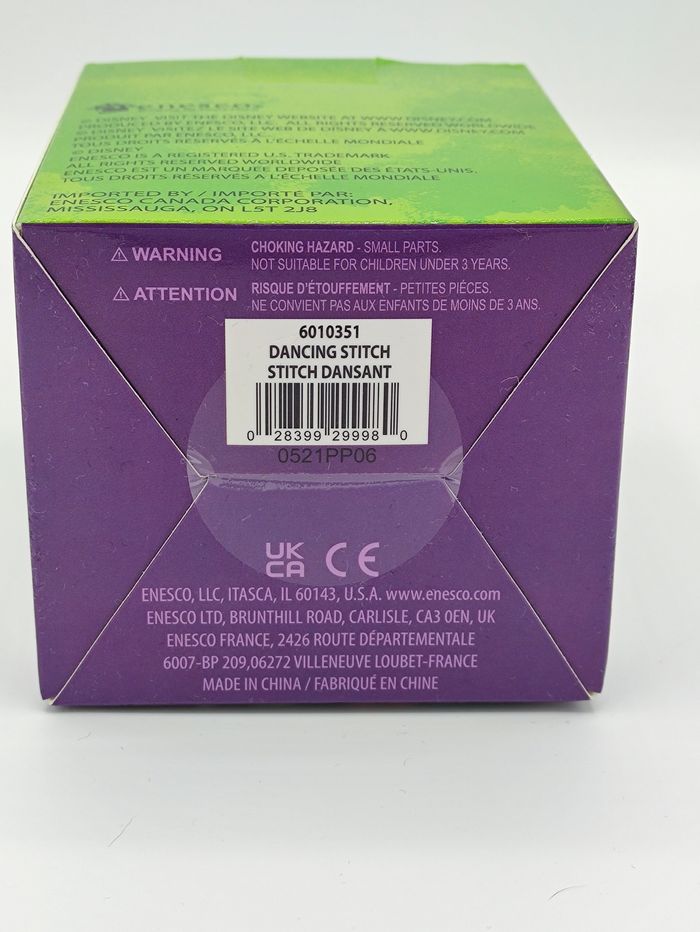 enesco
© DISNEY. VISIT THE DISNEY WEBSITE AT WWW.DISNEY.COM
PRODUCED BY ENESCO, LLC. ALL RIGHTS RESERVED WORLDWIDE
© DISNEY. VISITEZ LE SITE WEB DE DISNEY À WWW.DISNEY.COM
PRODUIT PAR ENESCO, LLC.
TOUS DROITS RÉSERVÉS À L'ÉCHELLE MONDIALE
© DISNEY
ENESCO IS A REGISTERED U.S. TRADEMARK
ALL RIGHTS RESERVED WORLDWIDE
ENESCO EST UN MARQUE DÉPOSÉE DES ÉTATS-UNIS.
TOUS DROITS RÉSERVÉS À L'ÉCHELLE MONDIALE
IMPORTED BY / IMPORTÉ PAR:
ENESCO CANADA CORPORATION,
MISSISSAUGA, ON L5T 2J8
⚠ WARNING CHOKING HAZARD - SMALL PARTS.
NOT SUITABLE FOR CHILDREN UNDER 3 YEARS.
⚠ ATTENTION RISQUE D'ÉTOUFFEMENT - PETITES PIÉCES.
NE CONVIENT PAS AUX ENFANTS DE MOINS DE 3 ANS.
6010351
DANCING STITCH
STITCH DANSANT
0 28399 29998 0
0521PP06
UK
CA CE
ENESCO, LLC, ITASCA, IL 60143, U.S.A. www.enesco.com
ENESCO LTD, BRUNTHILL ROAD, CARLISLE, CA3 0EN, UK
ENESCO FRANCE, 2426 ROUTE DÉPARTEMENTALE
6007-BP 209,06272 VILLENEUVE LOUBET-FRANCE
MADE IN CHINA / FABRIQUÉ EN CHINE